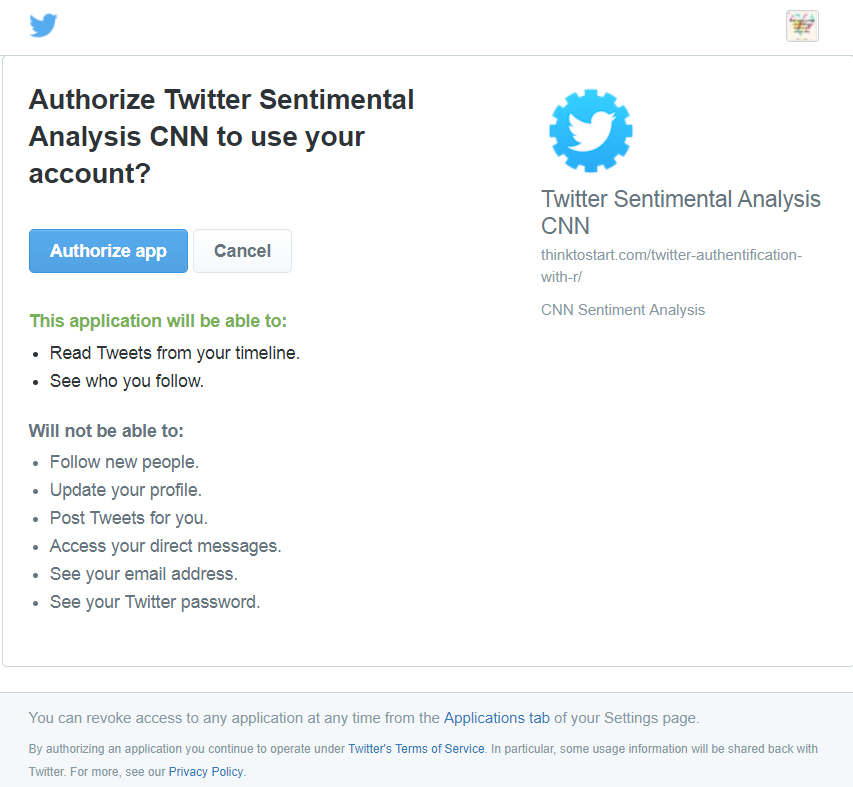 Authorize Twitter Sentimental
Analysis CNN to use your
account?
Authorize app
Cancel
This application will be able to:
Read Tweets from your timeline.
See who you follow.
Will not be able to:
Follow new people.
Update your profile.
Post Tweets for you.
Access your direct messages.
See your email address.
See your Twitter password.
Twitter Sentimental Analysis
CNN
thinktostart.com/twitter-authentification-
with-r/
CNN Sentiment Analysis
You can revoke access to any application at any time from the Applications tab of your Settings page.
By authorizing an application you continue to operate under Twitter's Terms of Service. In particular, some usage information will be shared back with
Twitter. For more, see our Privacy Policy.